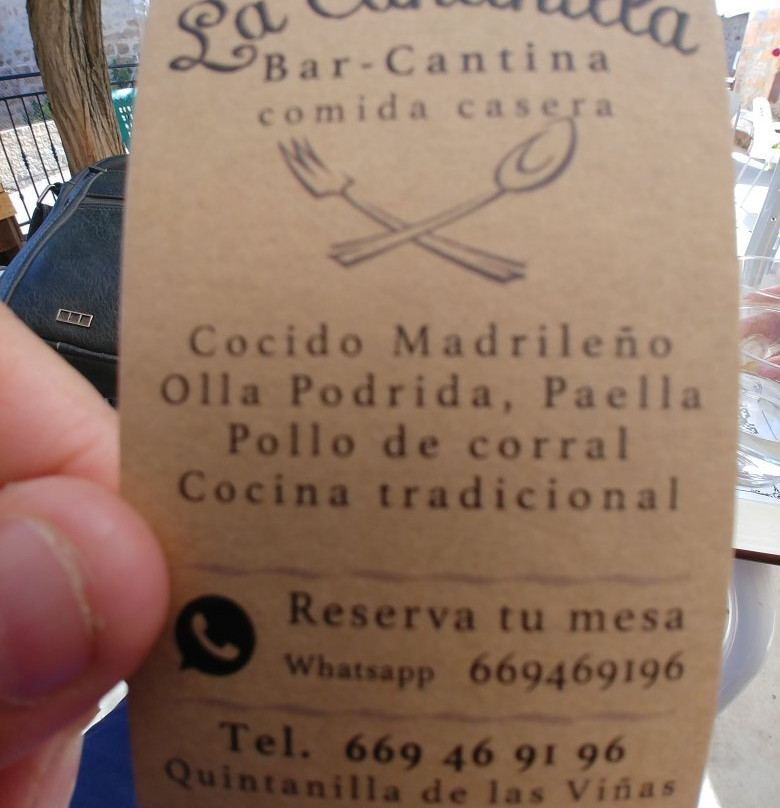 La
Bar-Cantina
comida casera
Cocido Madrileño
Olla Podrida, Paella
Pollo de corral
Cocina tradicional
Reserva tu mesa
Whatsapp 669469196
Tel. 669 46 91 96
Quintanilla de las Viñas